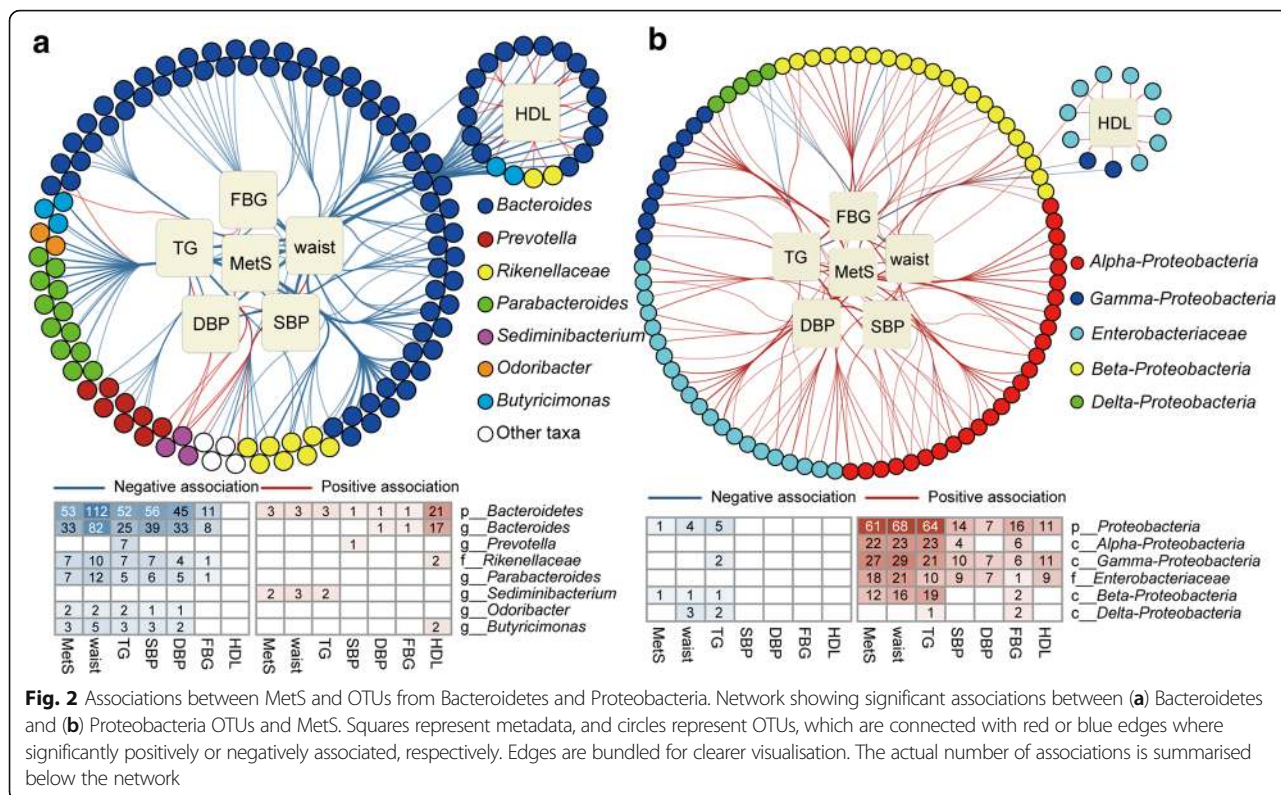 a
HDL
FBG
TG
waist
MetS
DBP
SBP
Bacteroides
Prevotella
Rikenellaceae
Parabacteroides
Sediminibacterium
Odoribacter
Butyricimonas
Other taxa
Negative association
Positive association
53 112 52 56 45 11 3 3 3 1 1 1 21 p__Bacteroidetes
33 82 25 39 33 8 1 1 17 g__Bacteroides
7 1 g__Prevotella
7 10 7 7 4 1 2 f__Rikenellaceae
7 12 5 6 5 1 g__Parabacteroides
2 3 2 g__Sediminibacterium
2 2 2 1 1 g__Odoribacter
3 5 3 3 2 2 g__Butyricimonas
MetS waist TG SBP DBP FBG HDL MetS waist TG SBP DBP FBG HDL
b
HDL
FBG
TG
waist
MetS
DBP
SBP
Alpha-Proteobacteria
Gamma-Proteobacteria
Enterobacteriaceae
Beta-Proteobacteria
Delta-Proteobacteria
Negative association
Positive association
1 4 5 61 68 64 14 7 16 11 p__Proteobacteria
22 23 23 4 6 c__Alpha-Proteobacteria
2 27 29 21 10 7 6 11 c__Gamma-Proteobacteria
18 21 10 9 7 1 9 f__Enterobacteriaceae
1 1 1 12 16 19 2 c__Beta-Proteobacteria
3 2 1 2 c__Delta-Proteobacteria
MetS waist TG SBP DBP FBG HDL MetS waist TG SBP DBP FBG HDL
Fig. 2 Associations between MetS and OTUs from Bacteroidetes and Proteobacteria. Network showing significant associations between (a) Bacteroidetes
and (b) Proteobacteria OTUs and MetS. Squares represent metadata, and circles represent OTUs, which are connected with red or blue edges where
significantly positively or negatively associated, respectively. Edges are bundled for clearer visualisation. The actual number of associations is summarised
below the network